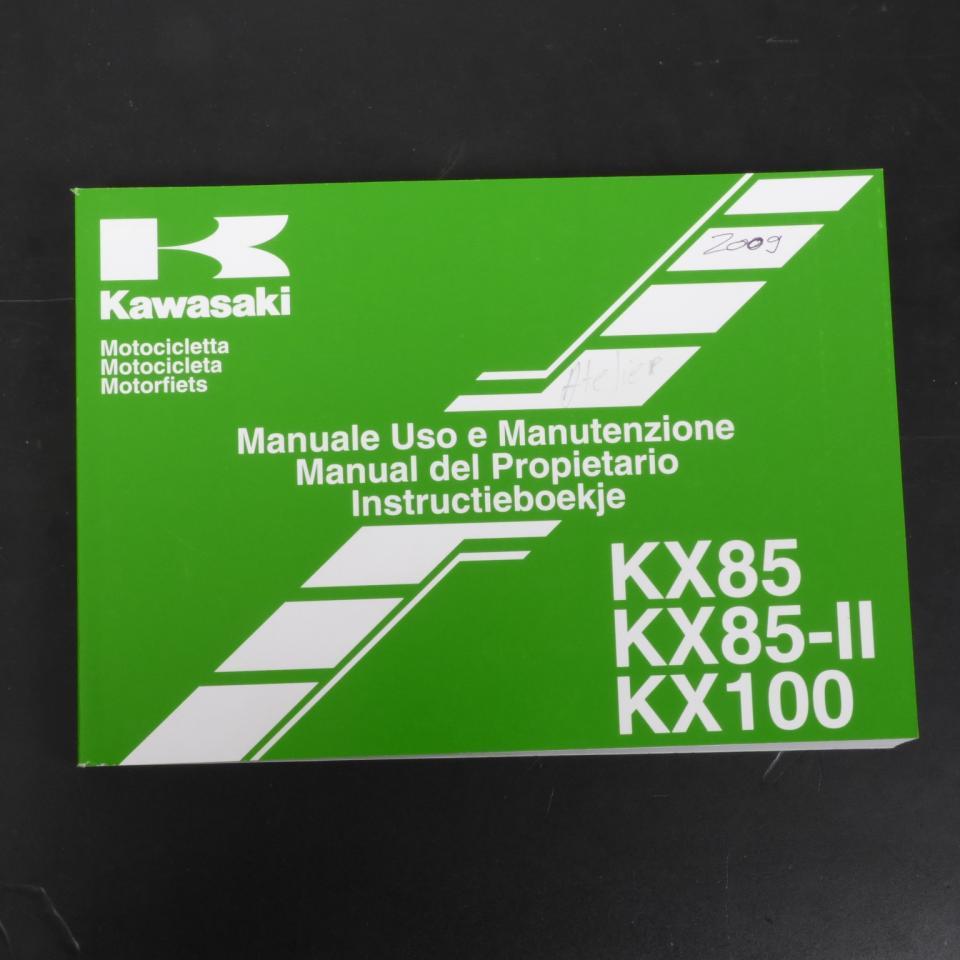 2009
Kawasaki
Motocicletta
Motocicleta
Motorfiets
Atelier
Manuale Uso e Manutenzione
Manual del Propietario
Instructieboekje
KX85
KX85-II
KX100